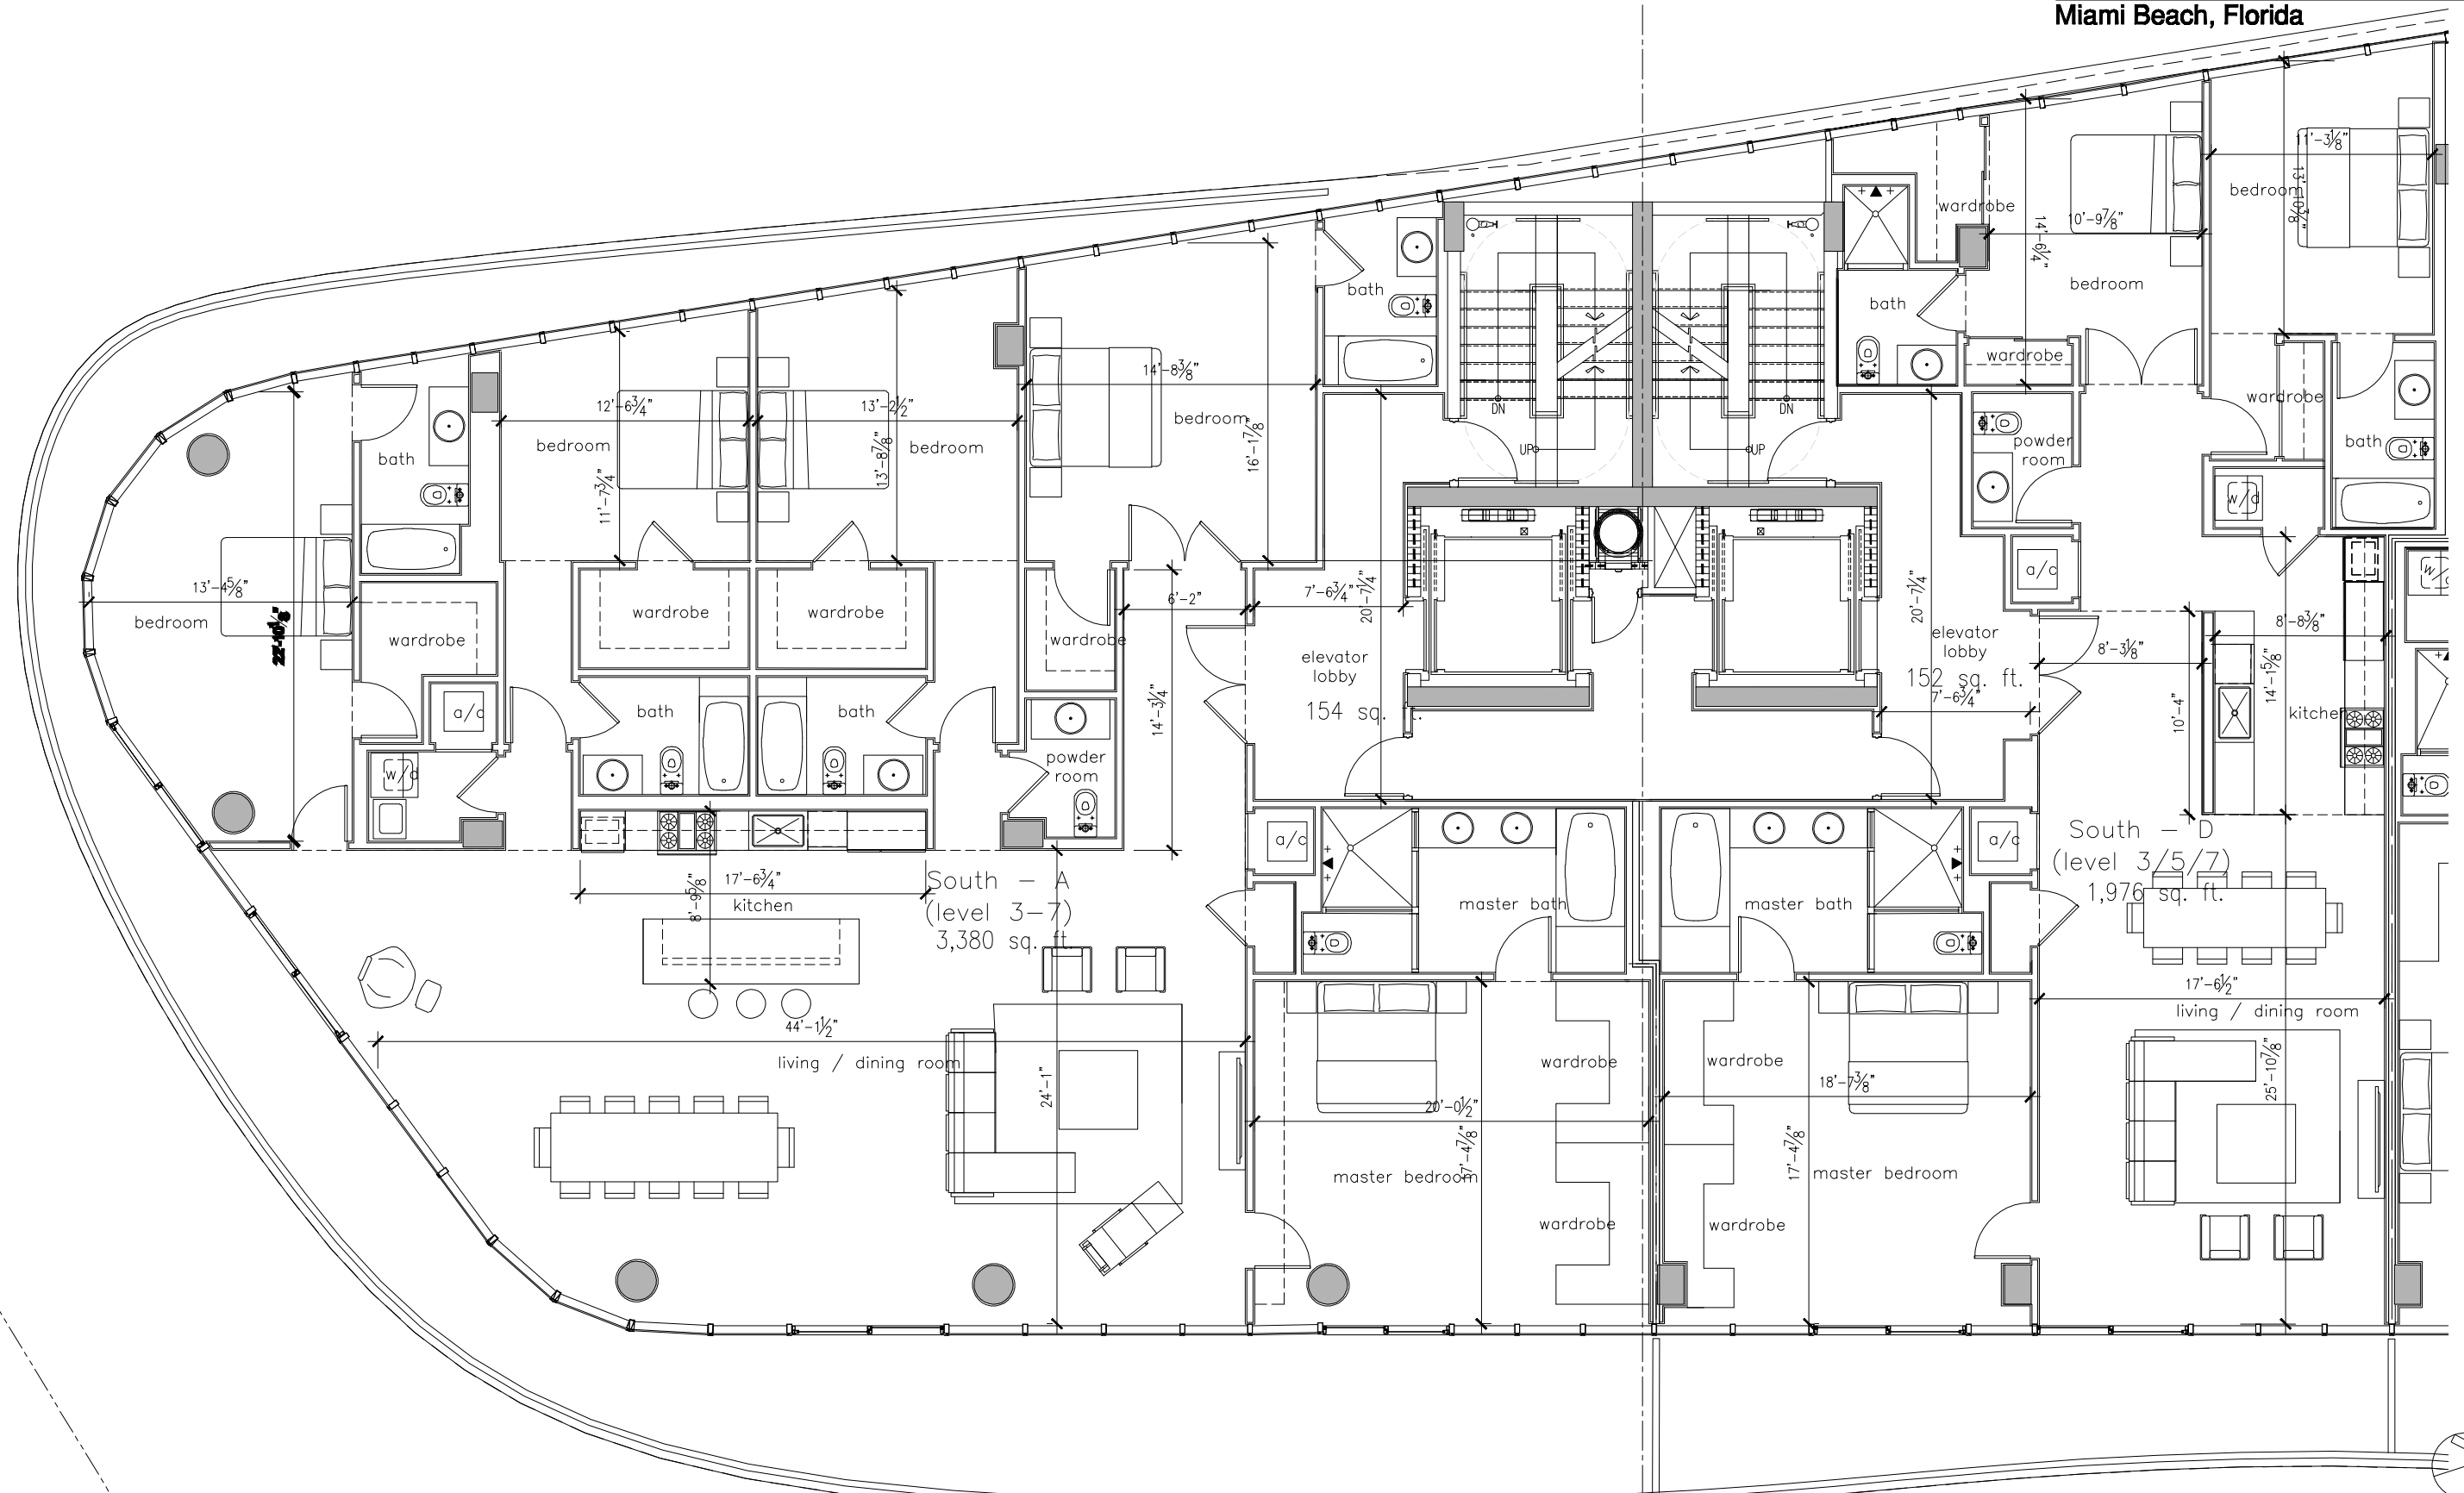 Miami Beach, Florida
11'-3⅛"
bedroom
13'-10⅜"
wardrobe
14'-6¼"
10'-9⅞"
bedroom
bath
bath
wardrobe
14'-8⅜"
bedroom
16'-1⅞"
12'-6¾"
bedroom
11'-7¾"
13'-2½"
13'-8⅞"
bedroom
bath
DN
DN
UP
UP
powder
room
wardrobe
bath
w/d
a/c
13'-4⅝"
bedroom
wardrobe
wardrobe
wardrobe
wardrobe
6'-2"
7'-6¾"
20'-7¼"
20'-7¼"
elevator
lobby
154 sq. ft.
elevator
lobby
152 sq. ft.
7'-6¾"
8'-3⅛"
8'-8⅜"
14'-1⅝"
10'-4"
kitchen
w/d
a/c
w/d
bath
bath
14'-3¼"
powder
room
a/c
a/c
South - D
(level 3/5/7)
1,976 sq. ft.
South - A
(level 3-7)
3,380 sq. ft.
17'-6¾"
kitchen
8'-9⅝"
master bath
master bath
17'-6½"
living / dining room
44'-1½"
living / dining room
24'-1"
wardrobe
wardrobe
20'-0½"
18'-7⅜"
25'-10⅞"
17'-4⅞"
17'-4⅞"
master bedroom
master bedroom
wardrobe
wardrobe